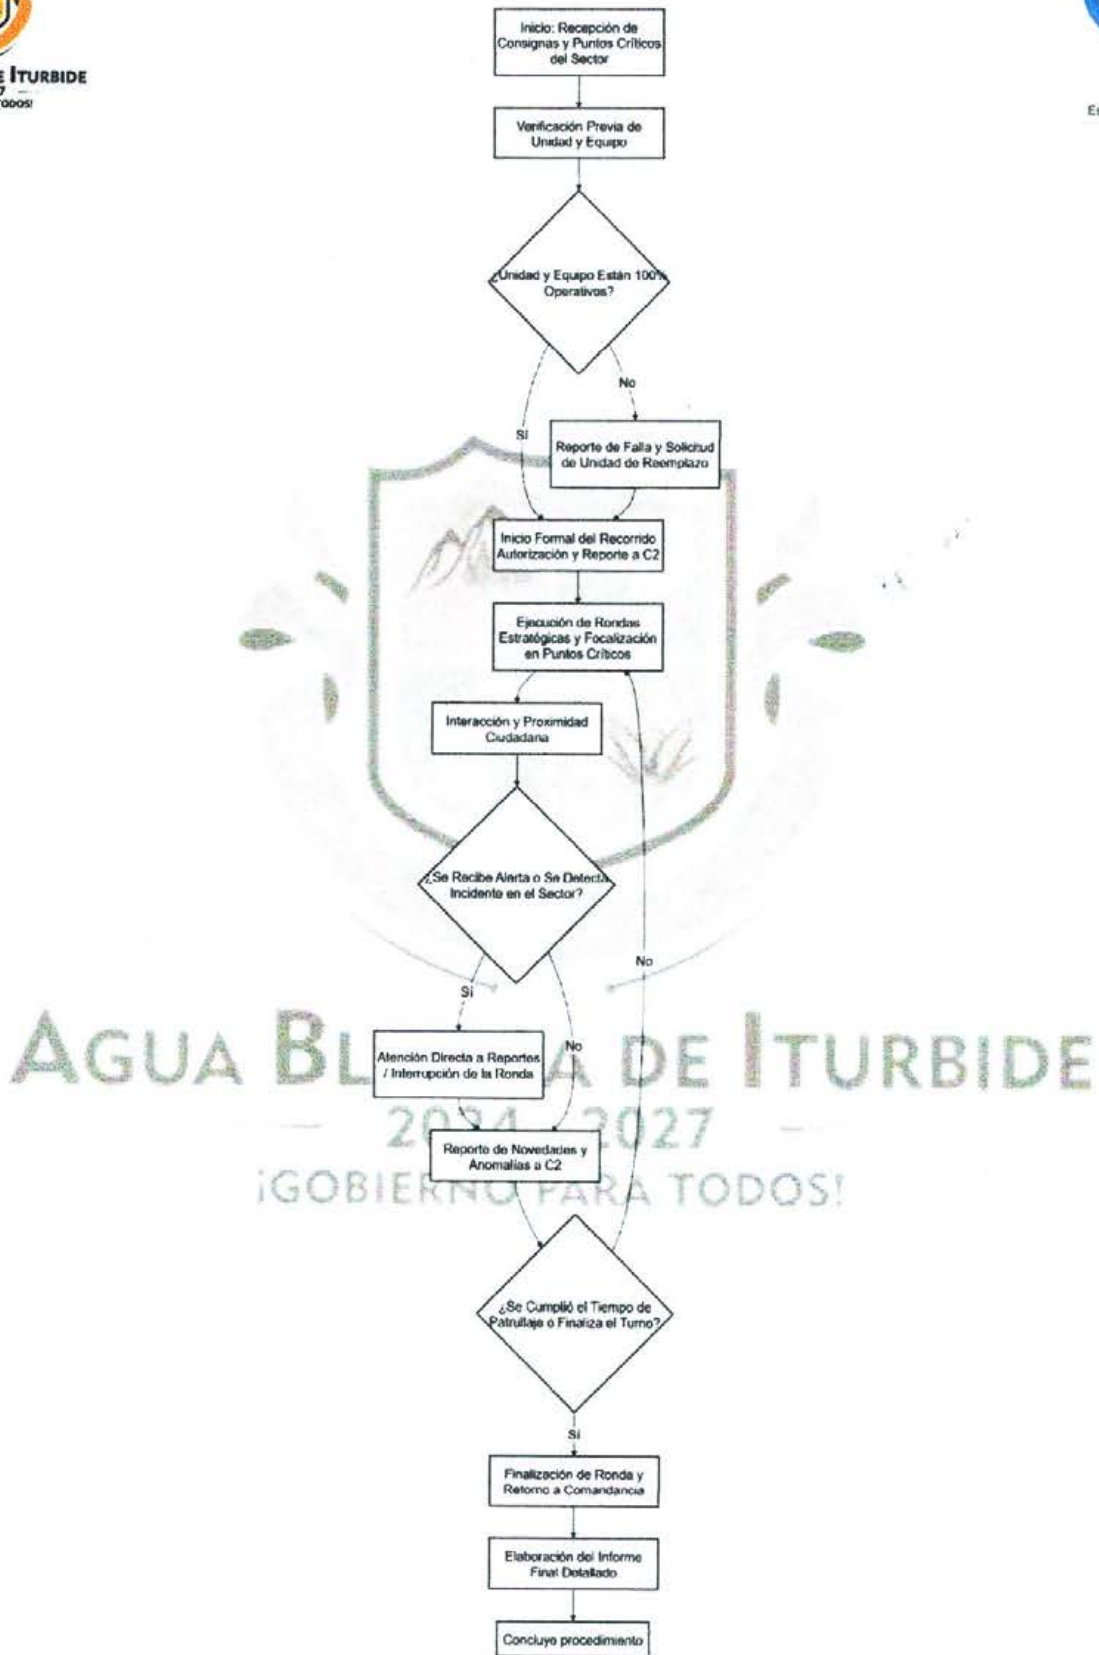 E ITURBIDE
7
TODOS!
Inicio: Recepción de
Consignas y Puntos Críticos
del Sector
Verificación Previa de
Unidad y Equipo
¿Unidad y Equipo Están 100%
Operativos?
No
Sí
Reporte de Falla y Solicitud
de Unidad de Reemplazo
Inicio Formal del Recorrido
Autorización y Reporte a C2
Ejecución de Rondas
Estratégicas y Focalización
en Puntos Críticos
Interacción y Proximidad
Ciudadana
¿Se Recibe Alerta o Se Detecta
Incidente en el Sector?
No
Sí
No
Atención Directa a Reportes
/ Interrupción de la Ronda
AGUA BL A DE ITURBIDE
2024 2027
Reporte de Novedades y
Anomalías a C2
¡GOBIERNO PARA TODOS!
¿Se Cumplió el Tiempo de
Patrullaje o Finaliza el Turno?
Sí
Finalización de Ronda y
Retorno a Comandancia
Elaboración del Informe
Final Detallado
Concluye procedimiento